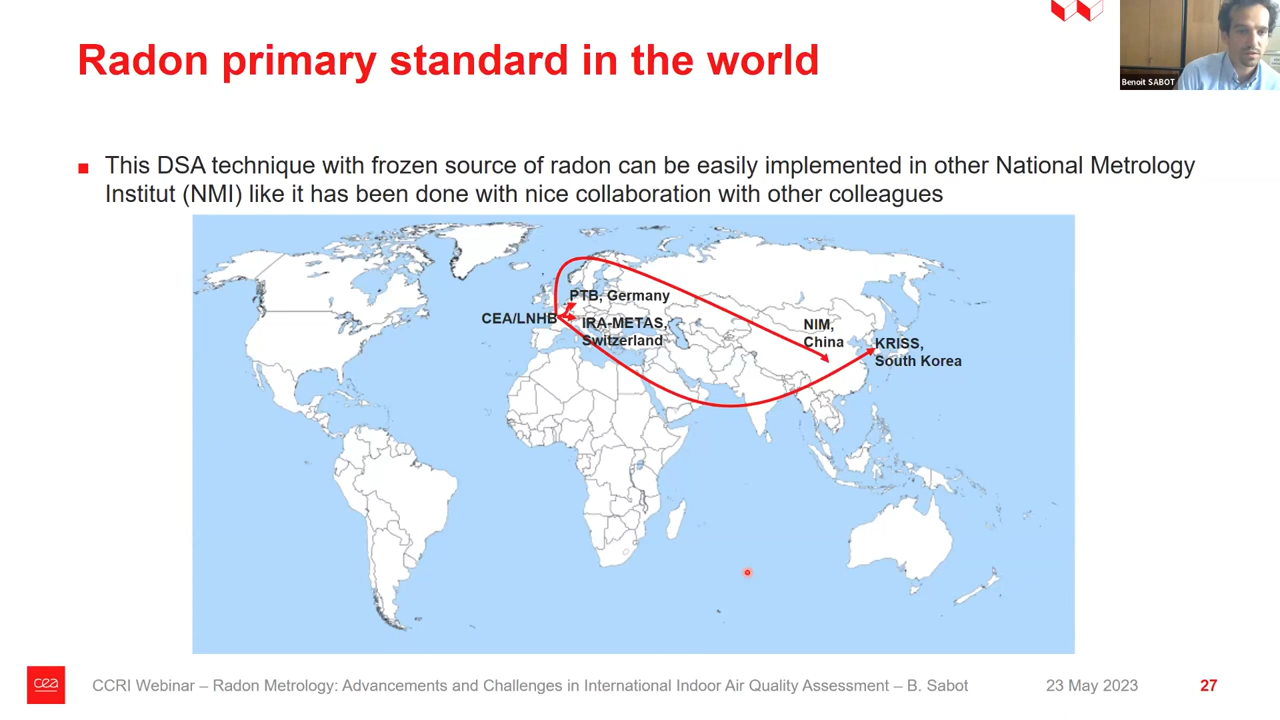 Radon primary standard in the world
Benoit SABOT
This DSA technique with frozen source of radon can be easily implemented in other National Metrology
Institut (NMI) like it has been done with nice collaboration with other colleagues
PTB, Germany
CEA/LNHB
IRA-METAS,
Switzerland
NIM,
China
KRISS,
South Korea
cea
CCRI Webinar – Radon Metrology: Advancements and Challenges in International Indoor Air Quality Assessment – B. Sabot
23 May 2023
27